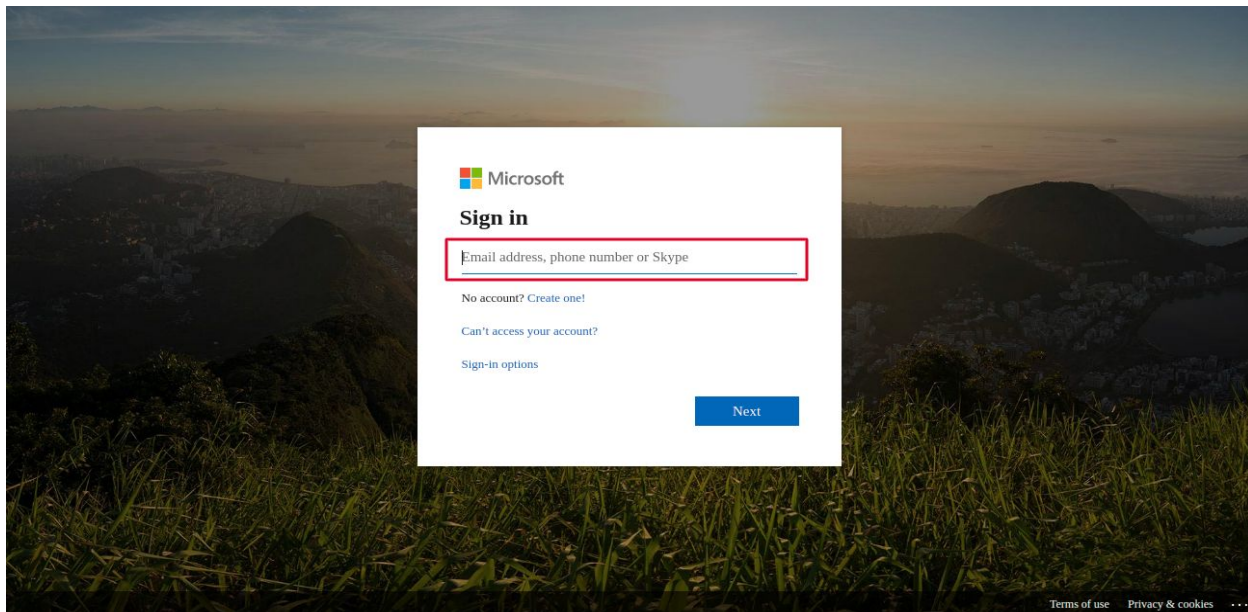 Microsoft
Sign in
Email address, phone number or Skype
No account? Create one!
Can't access your account?
Sign-in options
Next
Terms of use Privacy & cookies ...